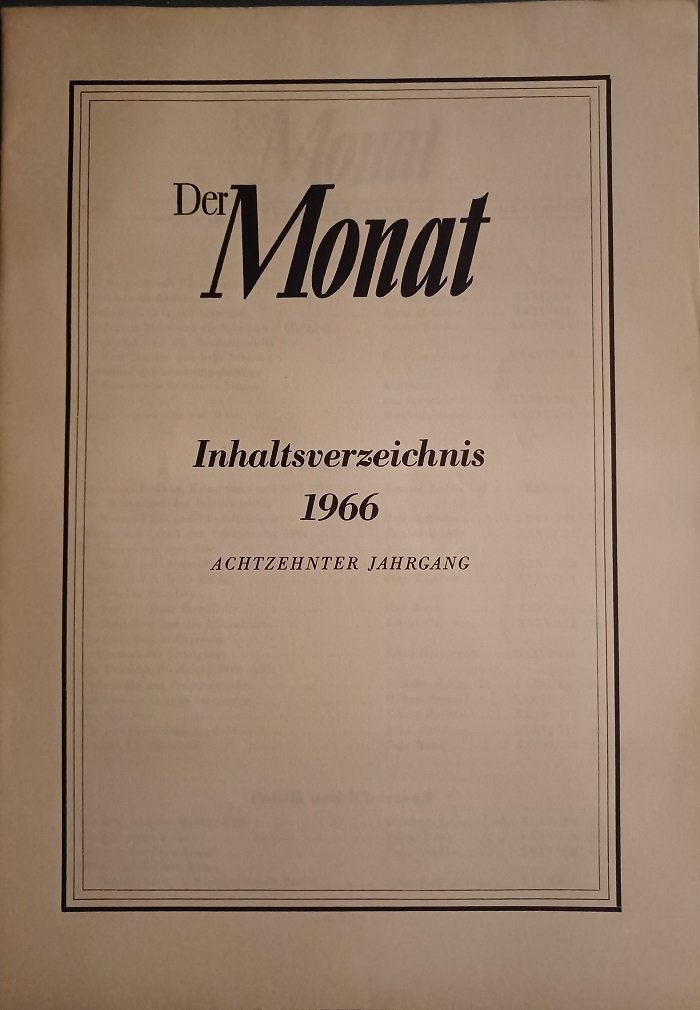 Der Monat
Inhaltsverzeichnis
1966
ACHTZEHNTER JAHRGANG